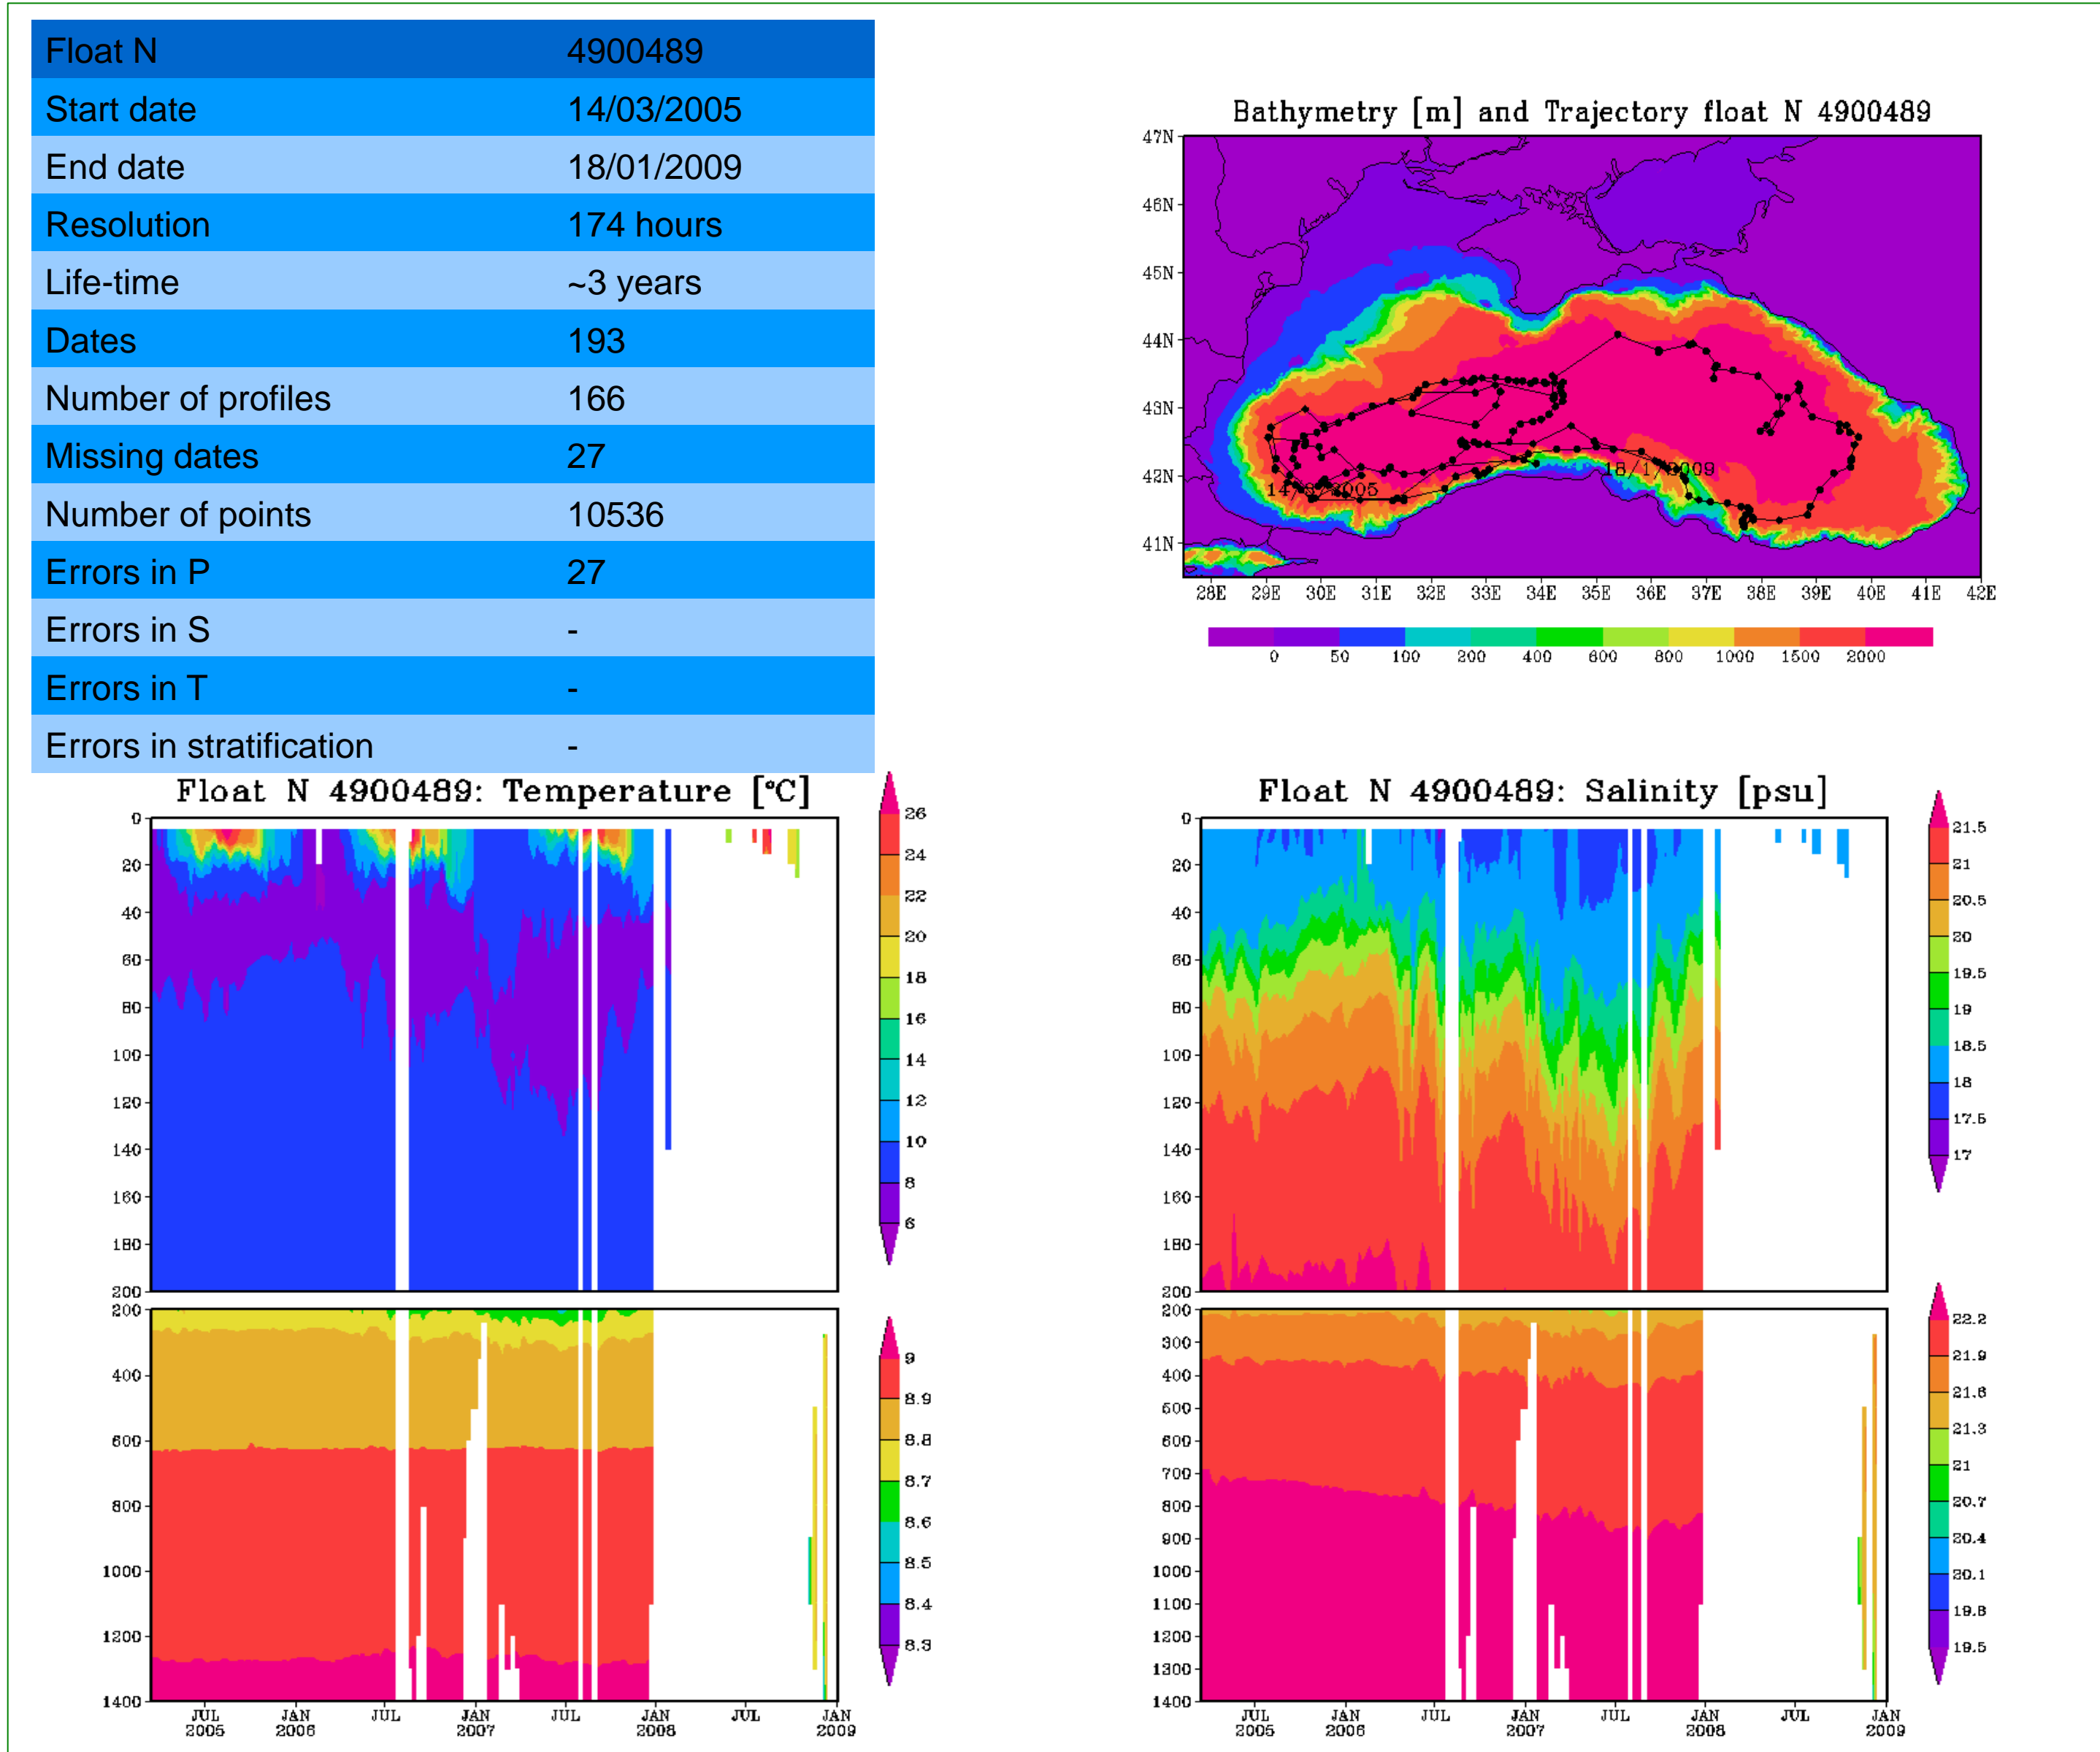 Float N 4900489
Start date 14/03/2005
End date 18/01/2009
Resolution 174 hours
Life-time ~3 years
Dates 193
Number of profiles 166
Missing dates 27
Number of points 10536
Errors in P 27
Errors in S -
Errors in T -
Errors in stratification -
Bathymetry [m] and Trajectory float N 4900489
47N
46N
45N
44N
43N
42N
41N
18/1/2009
28E 29E 30E 31E 32E 33E 34E 35E 36E 37E 38E 39E 40E 41E 42E
0 50 100 200 400 600 800 1000 1500 2000
Float N 4900489: Temperature [°C]
0
20
40
60
80
100
120
140
160
180
200
26
24
22
20
18
16
14
12
10
8
6
200
400
600
800
1000
1200
1400
JUL JAN JUL JAN JUL JAN JUL JAN
2005 2006 2007 2008 2009
9
8.9
8.8
8.7
8.6
8.5
8.4
8.3
Float N 4900489: Salinity [psu]
0
20
40
60
80
100
120
140
160
180
200
21.5
21
20.5
20
19.5
19
18.5
18
17.5
17
200
300
400
500
600
700
800
900
1000
1100
1200
1300
1400
JUL JAN JUL JAN JUL JAN JUL JAN
2005 2006 2007 2008 2009
22.2
21.9
21.6
21.3
21
20.7
20.4
20.1
19.8
19.5